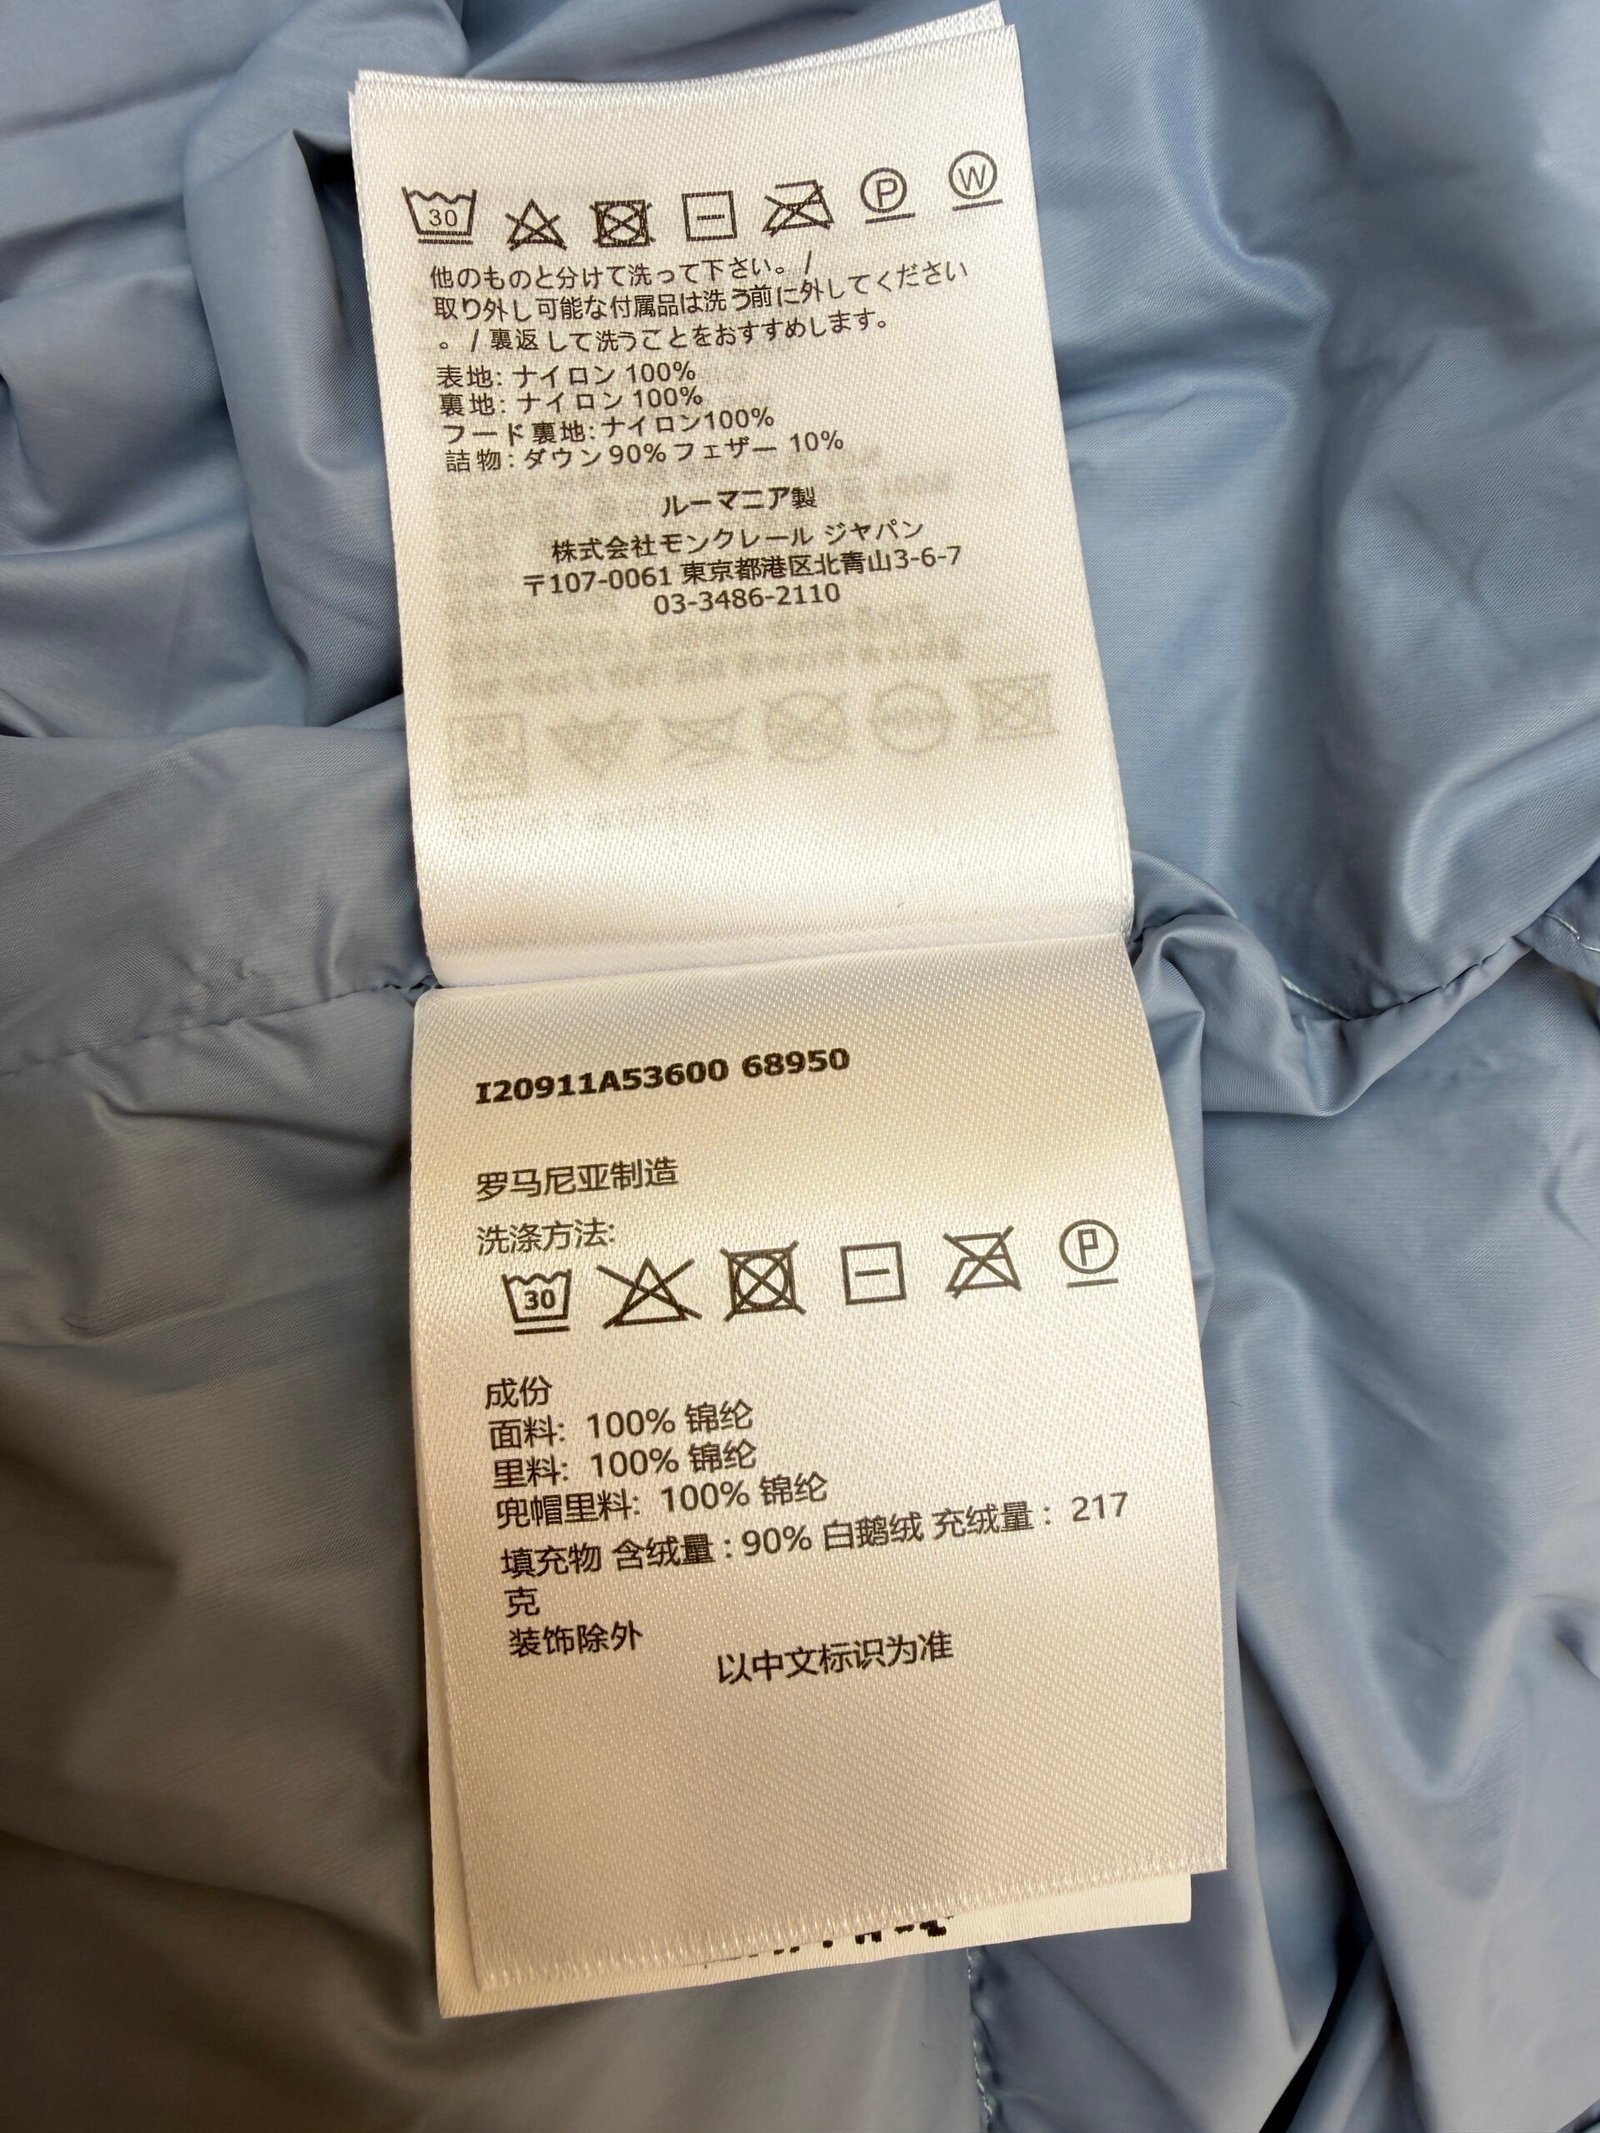 30
P
W
他のものと分けて洗って下さい。 /
取り外し可能な付属品は洗う前に外してください
。 / 裏返して洗うことをおすすめします。
表地: ナイロン 100%
裏地: ナイロン 100%
フード裏地: ナイロン100%
詰物: ダウン 90% フェザー 10%
ルーマニア製
株式会社モンクレール ジヤパン
〒107-0061 東京都港区北青山3-6-7
03-3486-2110
I20911A53600 68950
罗马尼亚制造
洗涤方法:
30
P
成份
面料: 100% 锦纶
里料: 100% 锦纶
兜帽里料: 100% 锦纶
填充物 含绒量 : 90% 白鹅绒 充绒量 : 217
克
装饰除外
以中文标识为准